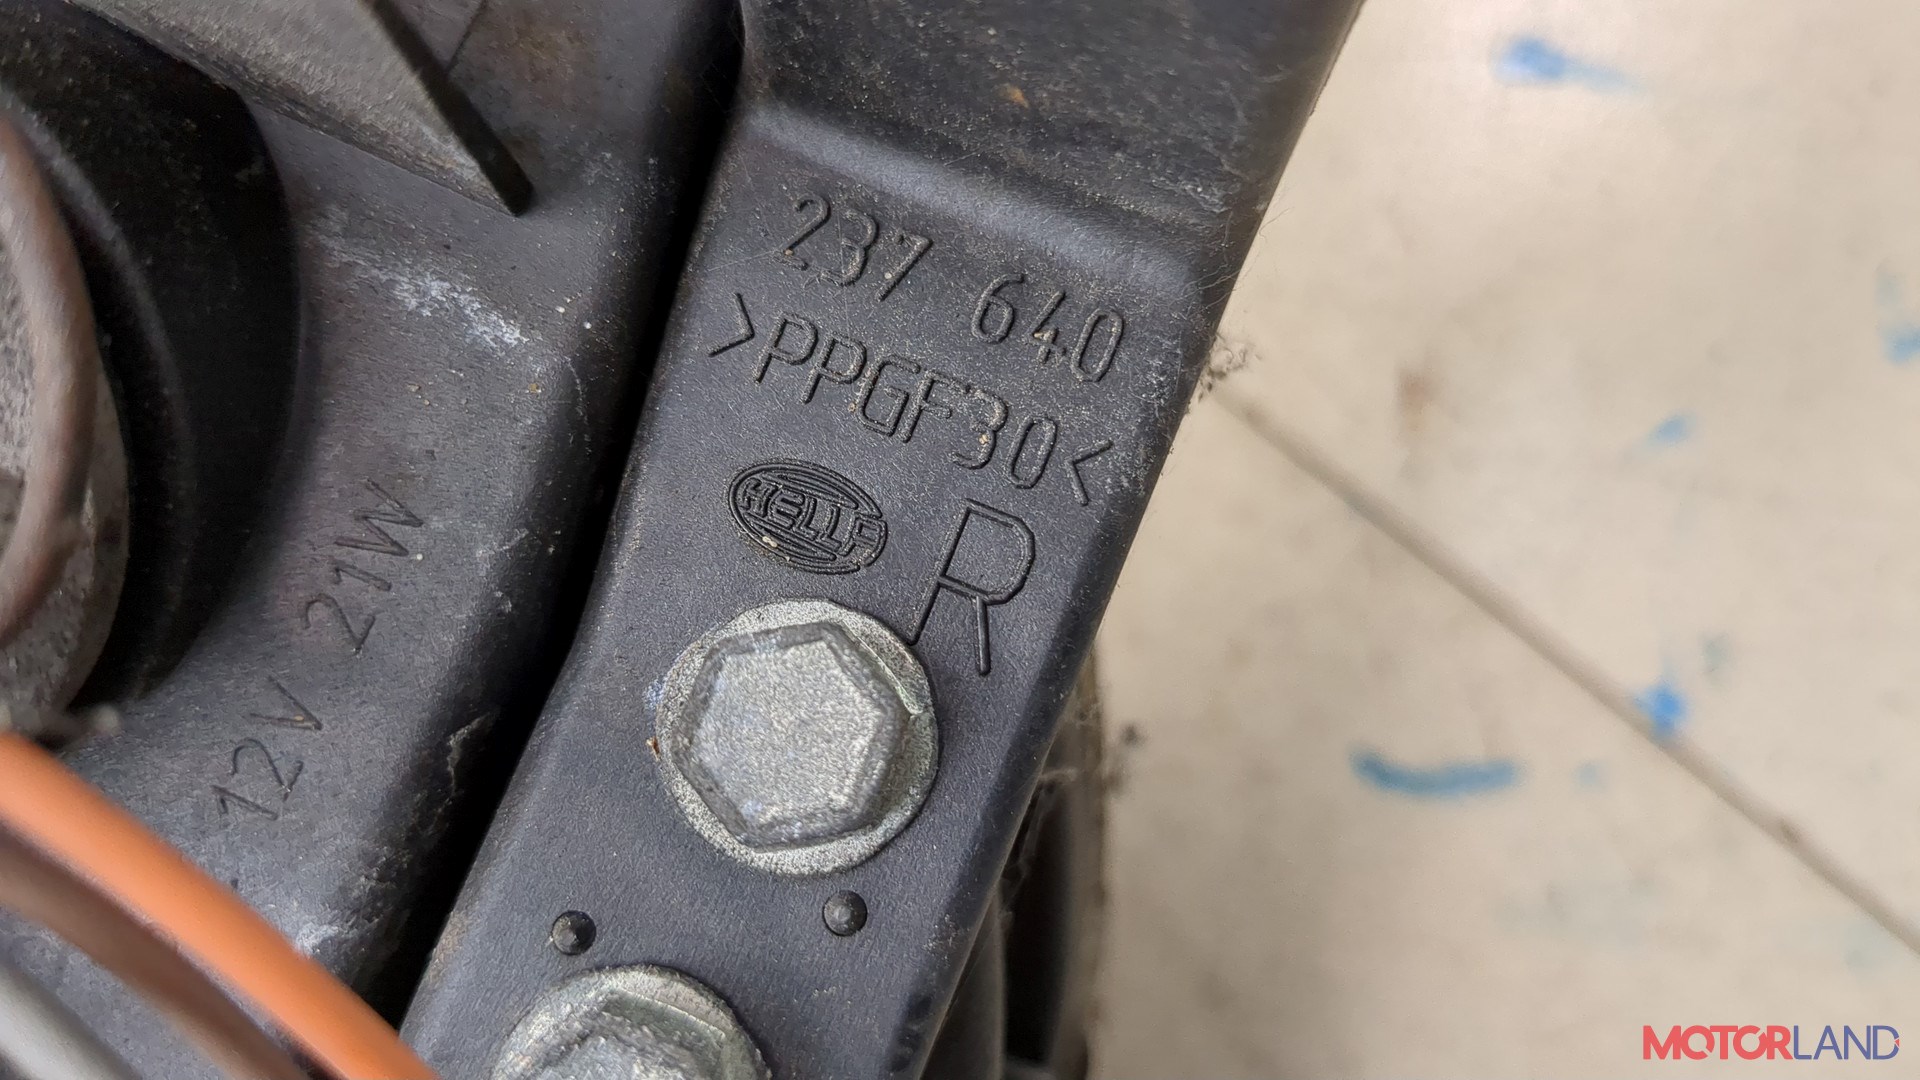 237 640
>PPGF30<
HELLA
R
12V 21W
MOTORLAND